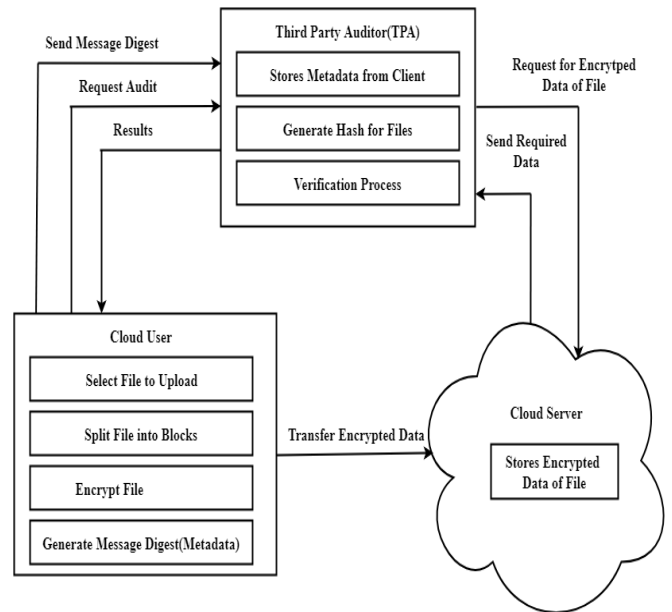 Send Message Digest
Request Audit
Results
Third Party Auditor(TPA)
Stores Metadata from Client
Generate Hash for Files
Verification Process
Request for Encrytped
Data of File
Send Required
Data
Cloud User
Select File to Upload
Split File into Blocks
Encrypt File
Generate Message Digest(Metadata)
Transfer Encrypted Data
Cloud Server
Stores Encrypted
Data of File